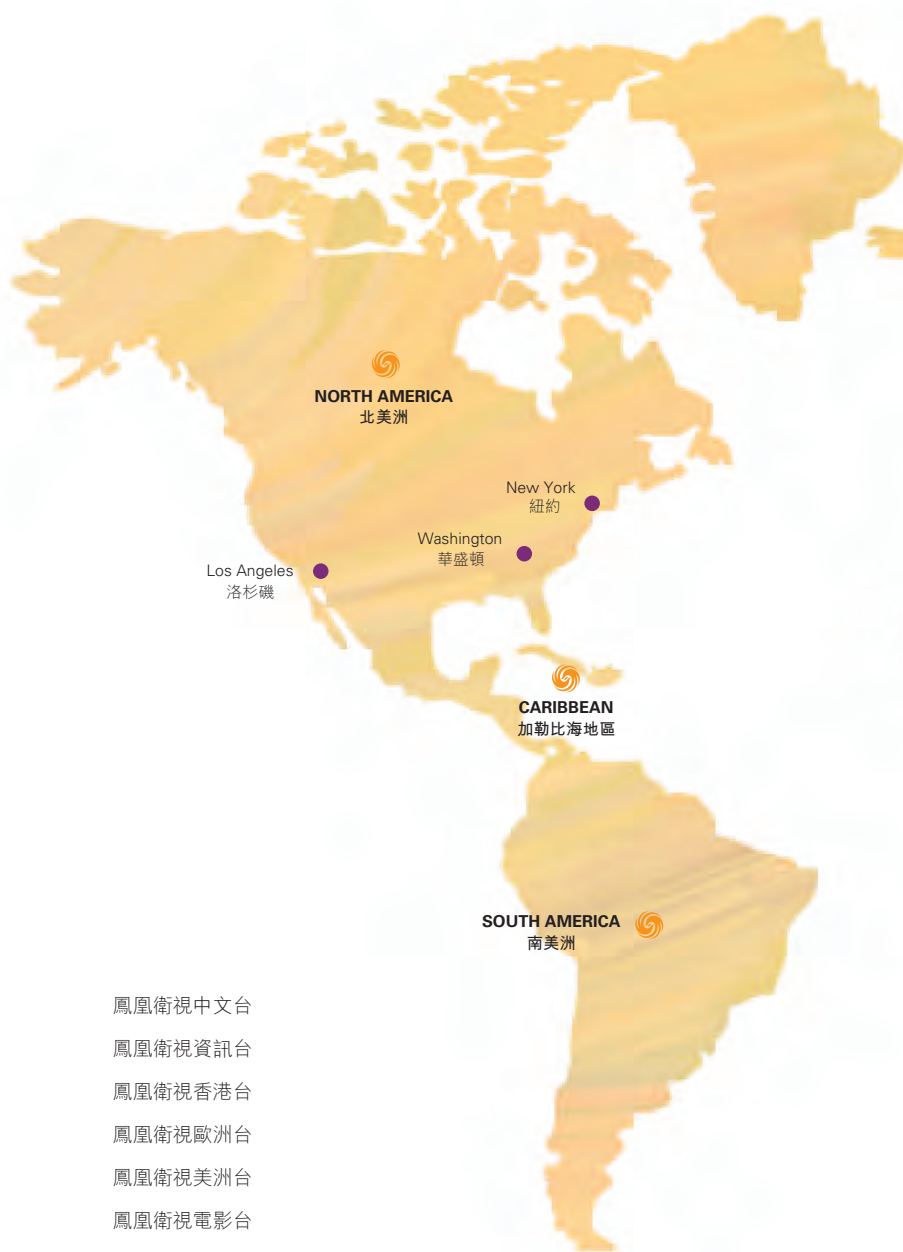 NORTH AMERICA
北美洲
New York
紐約
Washington
華盛頓
Los Angeles
洛杉磯
CARIBBEAN
加勒比海地區
SOUTH AMERICA
南美洲
鳳凰衛視中文台
鳳凰衛視資訊台
鳳凰衛視香港台
鳳凰衛視歐洲台
鳳凰衛視美洲台
鳳凰衛視電影台